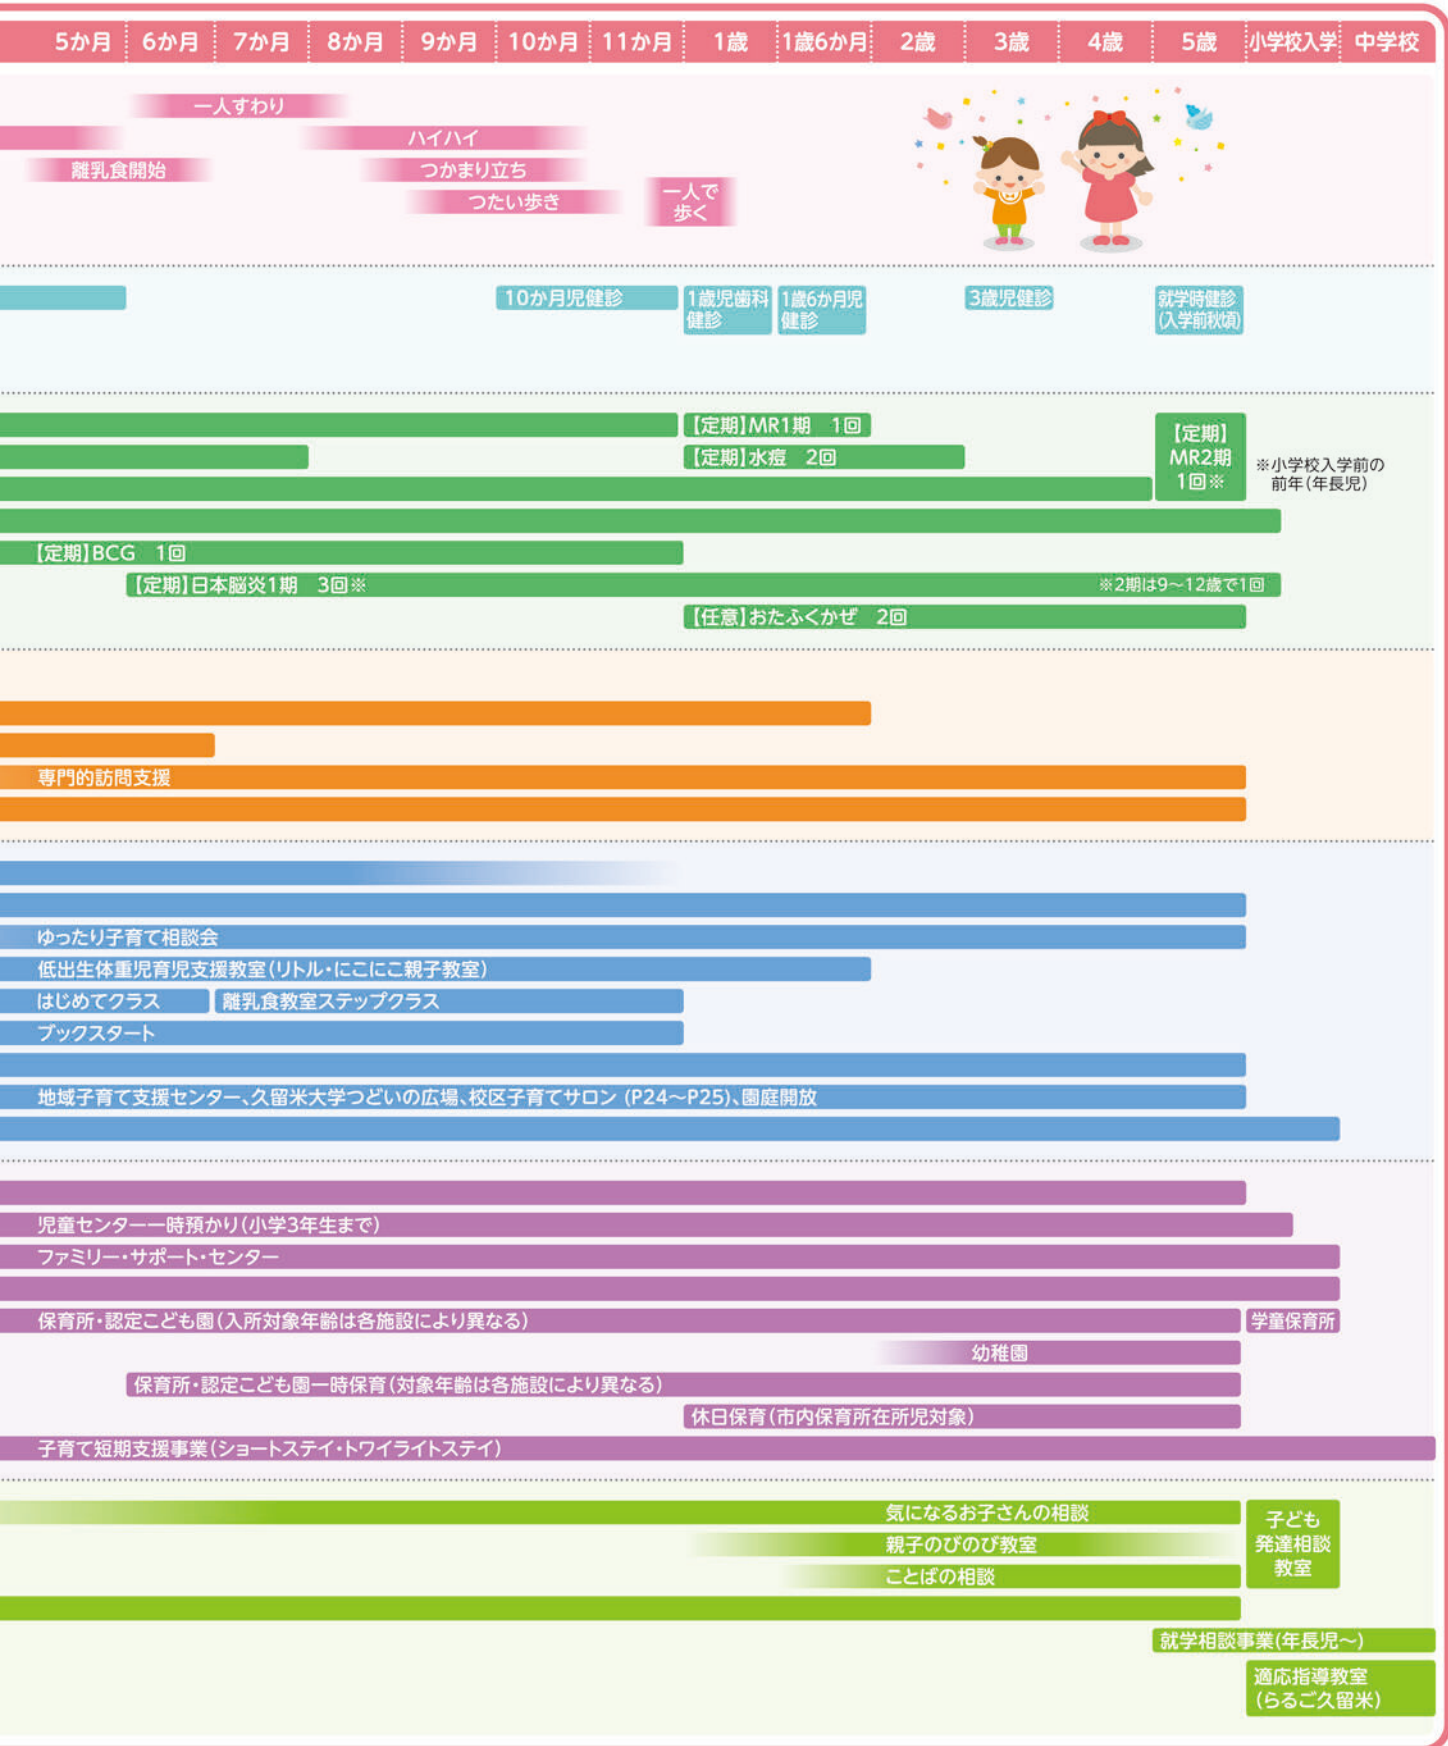 5か月 6か月 7か月 8か月 9か月 10か月 11か月 1歳 1歳6か月 2歳 3歳 4歳 5歳 小学校入学 中学校
一人すわり
ハイハイ
離乳食開始
つかまり立ち
つたい歩き
一人で
歩く
10か月児健診
1歳児歯科
健診
1歳6か月児
健診
3歳児健診
就学時健診
(入学前秋頃)
【定期】MR1期 1回
【定期】水痘 2回
【定期】
MR2期
1回※
※小学校入学前の
前年(年長児)
【定期】BCG 1回
【定期】日本脳炎1期 3回※
※2期は9〜12歳で1回
【任意】おたふくかぜ 2回
専門的訪問支援
ゆったり子育て相談会
低出生体重児育児支援教室(リトル・にこにこ親子教室)
はじめてクラス
離乳食教室ステップクラス
ブックスタート
地域子育て支援センター、久留米大学つどいの広場、校区子育てサロン (P24〜P25)、園庭開放
児童センター一時預かり(小学3年生まで)
ファミリー・サポート・センター
保育所・認定こども園(入所対象年齢は各施設により異なる)
学童保育所
幼稚園
保育所・認定こども園一時保育(対象年齢は各施設により異なる)
休日保育(市内保育所在所児対象)
子育て短期支援事業(ショートステイ・トワイライトステイ)
気になるお子さんの相談
親子のびのび教室
ことばの相談
子ども
発達相談
教室
就学相談事業(年長児〜)
適応指導教室
(らるご久留米)